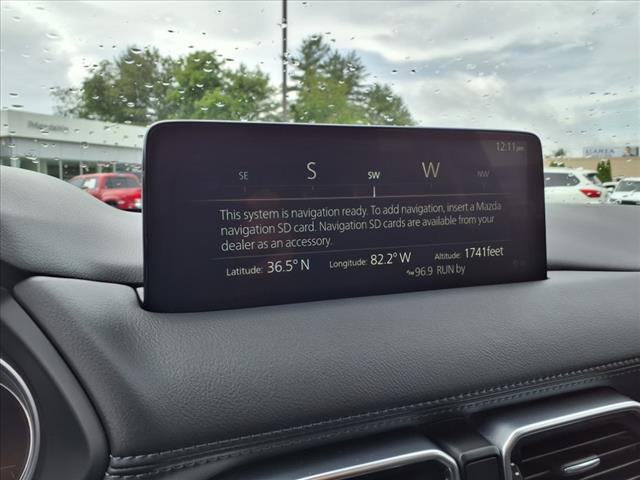 12:11 pm
SE S SW W NW
This system is navigation ready. To add navigation, insert a Mazda
navigation SD card. Navigation SD cards are available from your
dealer as an accessory.
Latitude: 36.5° N Longitude: 82.2° W Altitude: 1741feet
96.9 RUN by